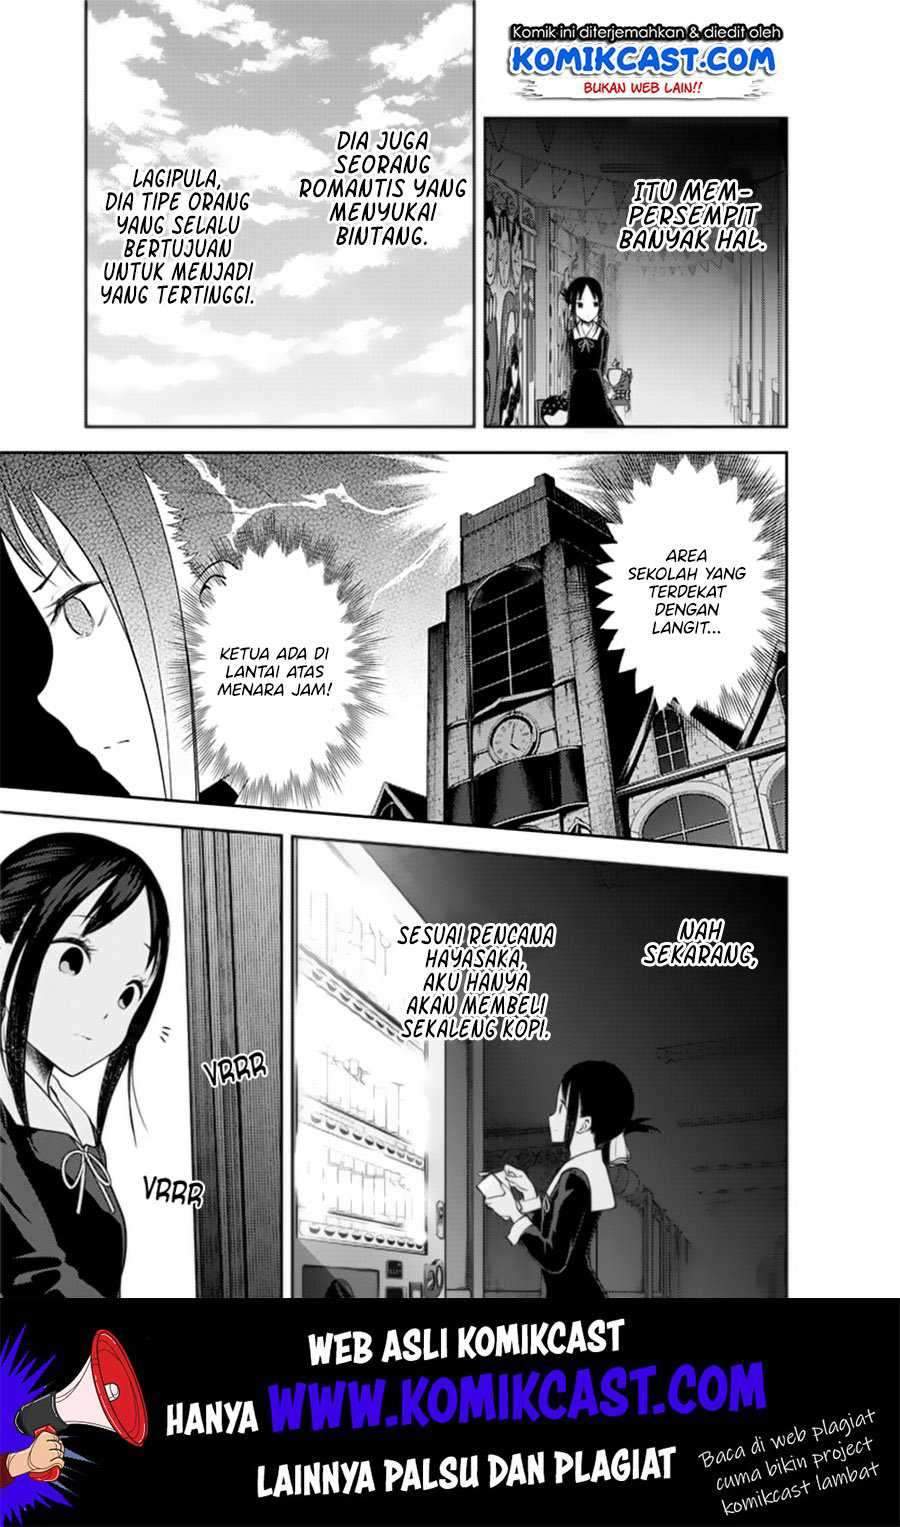 Komik ini diterjemahkan & diedit oleh
KOMIKCAST.COM
BUKAN WEB LAIN!!
ITU MEM-
PERSEMPIT
BANYAK HAL.
DIA JUGA
SEORANG
ROMANTIS YANG
MENYUKAI
BINTANG.
LAGIPULA,
DIA TIPE ORANG
YANG SELALU
BERTUJUAN
UNTUK MENJADI
YANG TERTINGGI.
AREA
SEKOLAH YANG
TERDEKAT
DENGAN
LANGIT...
KETUA ADA DI
LANTAI ATAS
MENARA JAM!
NAH
SEKARANG,
SESUAI RENCANA
HAYASAKA,
AKU HANYA
AKAN MEMBELI
SEKALENG KOPI.
VRRR
VRRR
WEB ASLI KOMIKCAST
HANYA WWW.KOMIKCAST.COM
LAINNYA PALSU DAN PLAGIAT
Baca di web plagiat
cuma bikin project
komikcast lambat